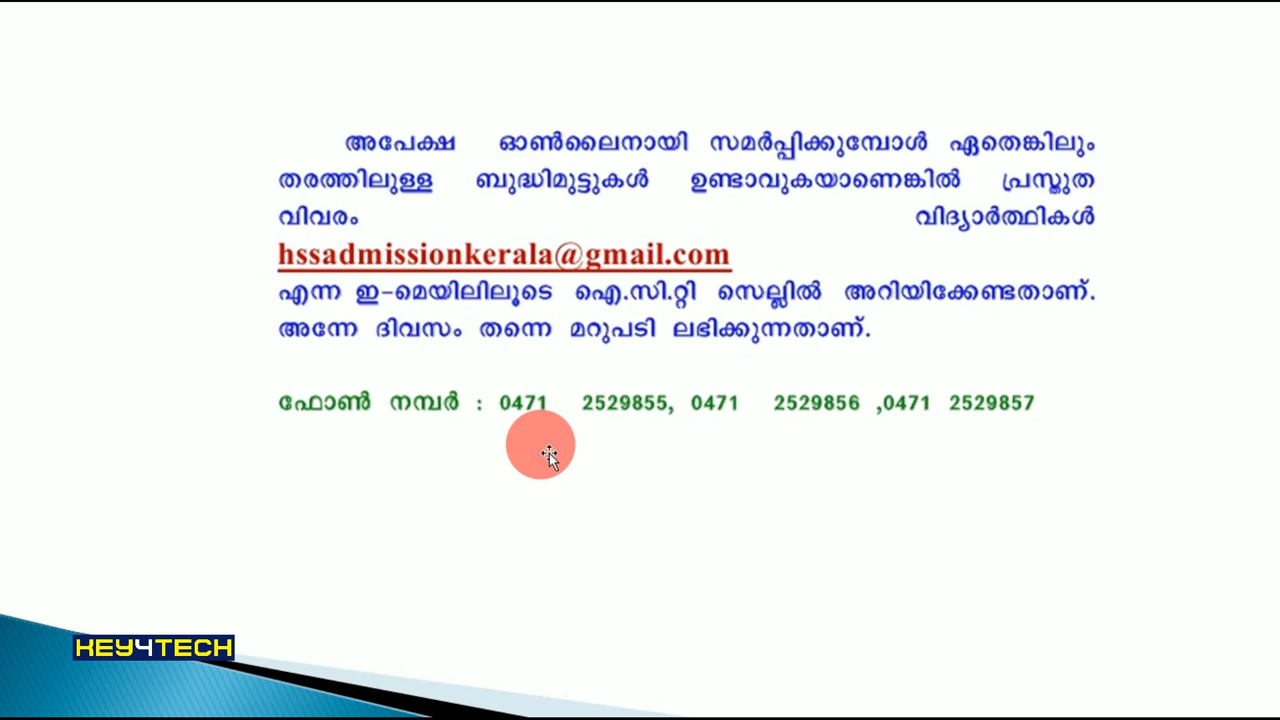 അപേക്ഷ ഓൺലൈനായി സമർപ്പിക്കുമ്പോൾ ഏതെങ്കിലും
തരത്തിലുള്ള ബുദ്ധിമുട്ടുകൾ ഉണ്ടാവുകയാണെങ്കിൽ പ്രസ്തുത
വിവരം വിദ്യാർത്ഥികൾ
hssadmissionkerala@gmail.com
എന്ന ഇ-മെയിലിലൂടെ ഐ.സി.റ്റി സെല്ലിൽ അറിയിക്കേണ്ടതാണ്.
അന്നേ ദിവസം തന്നെ മറുപടി ലഭിക്കുന്നതാണ്.
ഫോൺ നമ്പർ : 0471 2529855, 0471 2529856 ,0471 2529857
KEY4TECH